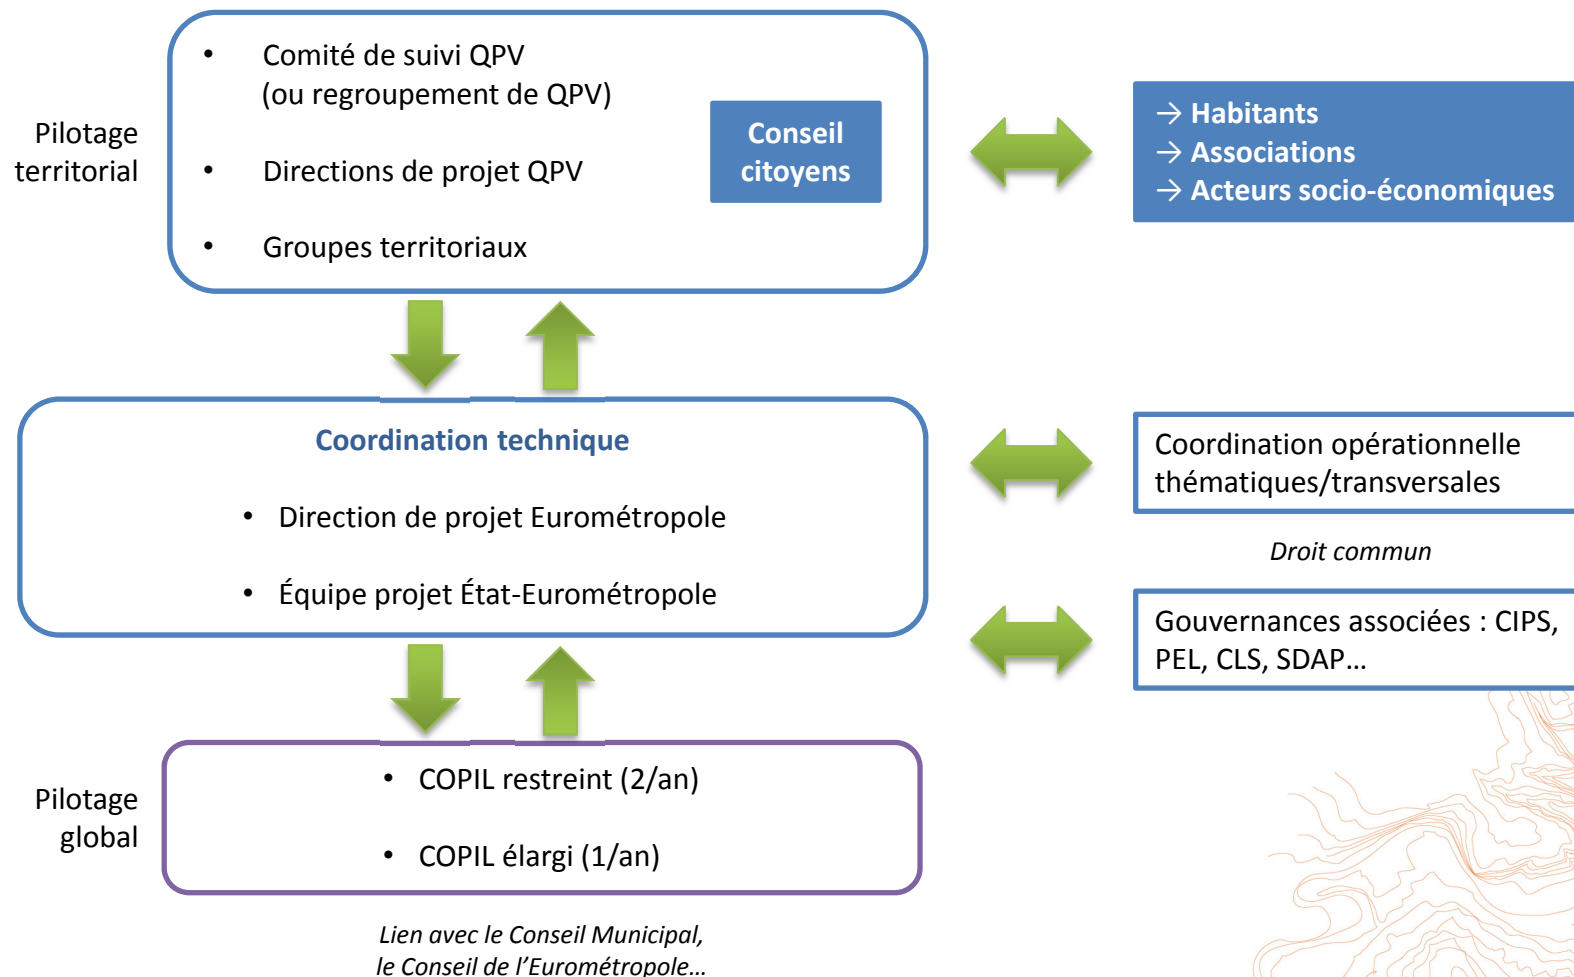 Pilotage
territorial
• Comité de suivi QPV
(ou regroupement de QPV)
• Directions de projet QPV
• Groupes territoriaux
Conseil
citoyens
→ Habitants
→ Associations
→ Acteurs socio-économiques
Coordination technique
• Direction de projet Eurométropole
• Équipe projet État-Eurométropole
Coordination opérationnelle
thématiques/transversales
Droit commun
Gouvernances associées : CIPS,
PEL, CLS, SDAP…
Pilotage
global
• COPIL restreint (2/an)
• COPIL élargi (1/an)
Lien avec le Conseil Municipal,
le Conseil de l’Eurométropole…